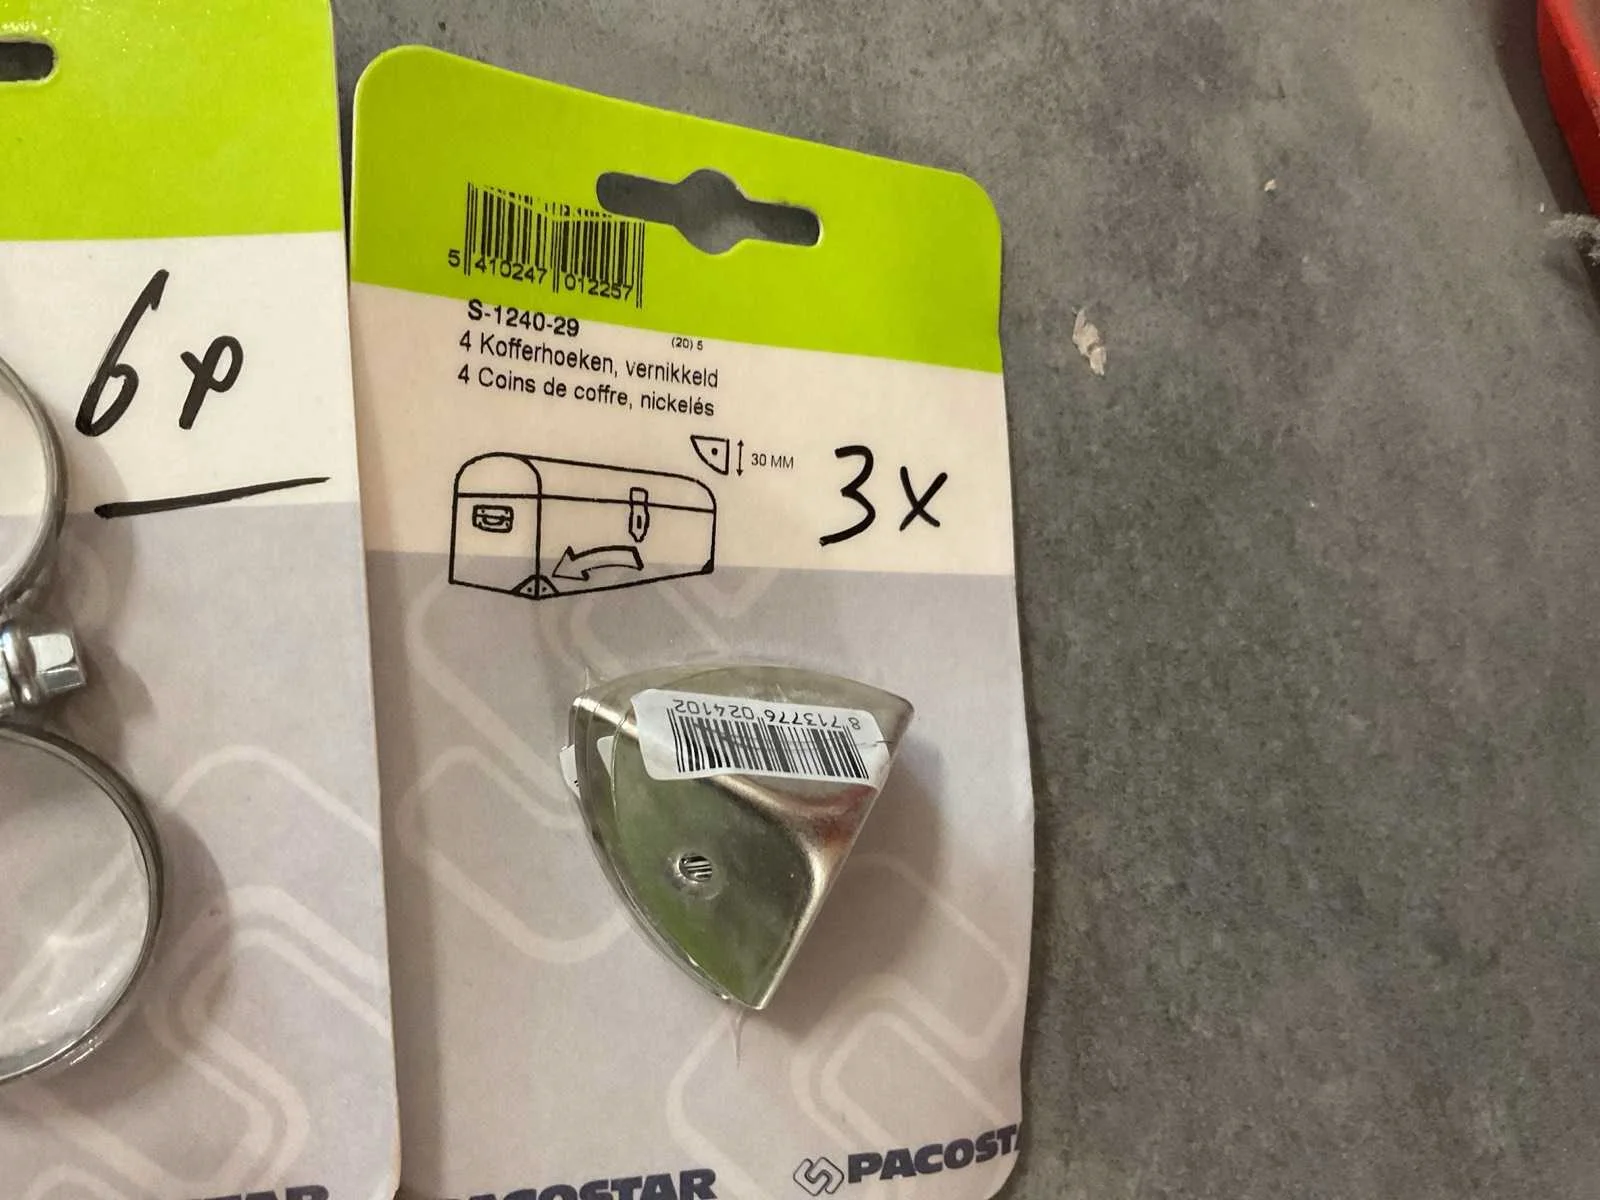 6x
5 410247 012257
S-1240-29
(20) 5
4 Kofferhoeken, vernikkeld
4 Coins de coffre, nickelés
30 MM
3x
8 713776 024102
PACOSTAR
PACOSTAR